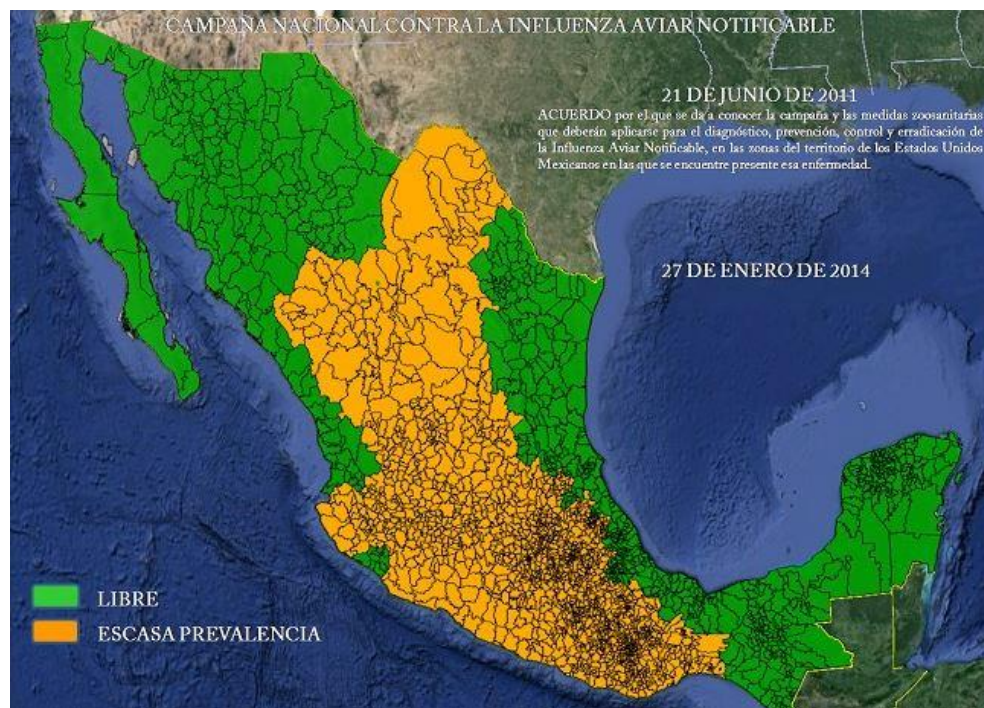 CAMPAÑA NACIONAL CONTRA LA INFLUENZA AVIAR NOTIFICABLE
21 DE JUNIO DE 2011
ACUERDO por el que se da a conocer la campaña y las medidas zoosanitarias
que deberán aplicarse para el diagnóstico, prevención, control y erradicación de
la Influenza Aviar Notificable, en las zonas del territorio de los Estados Unidos
Mexicanos en las que se encuentre presente esa enfermedad.
27 DE ENERO DE 2014
LIBRE
ESCASA PREVALENCIA